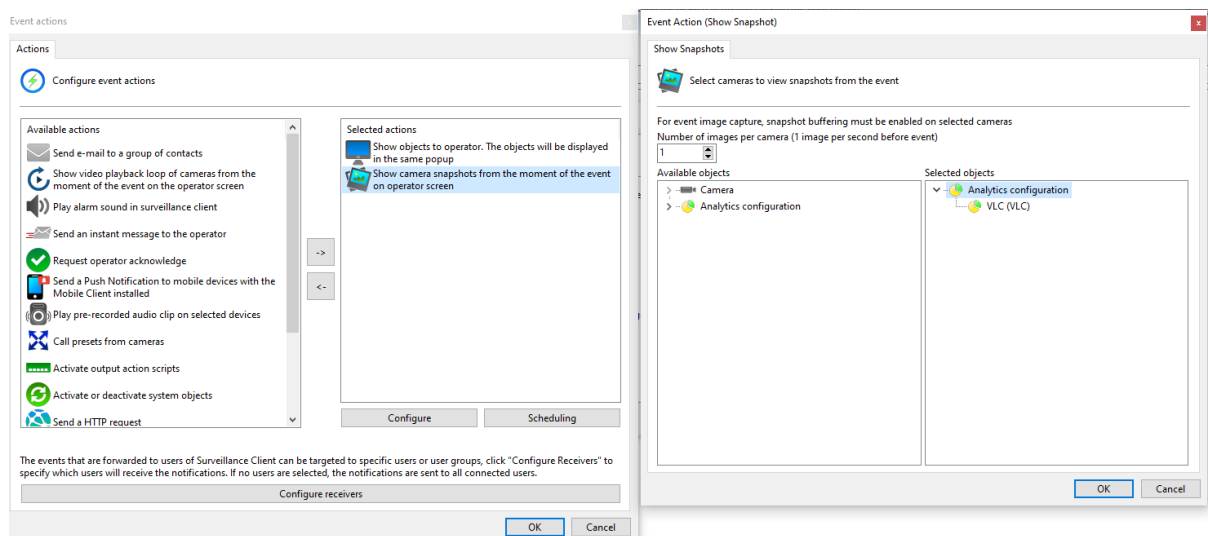 Event actions
Actions
Configure event actions
Available actions
Send e-mail to a group of contacts
Show video playback loop of cameras from the
moment of the event on the operator screen
Play alarm sound in surveillance client
Send an instant message to the operator
Request operator acknowledge
Send a Push Notification to mobile devices with the
Mobile Client installed
Play pre-recorded audio clip on selected devices
Call presets from cameras
Activate output action scripts
Activate or deactivate system objects
Send a HTTP request
->
<-
Selected actions
Show objects to operator. The objects will be displayed
in the same popup
Show camera snapshots from the moment of the event
on operator screen
Configure
Scheduling
The events that are forwarded to users of Surveillance Client can be targeted to specific users or user groups, click "Configure Receivers" to
specify which users will receive the notifications. If no users are selected, the notifications are sent to all connected users.
Configure receivers
OK
Cancel
Event Action (Show Snapshot)
x
Show Snapshots
Select cameras to view snapshots from the event
For event image capture, snapshot buffering must be enabled on selected cameras
Number of images per camera (1 image per second before event)
1
Available objects
Camera
Analytics configuration
Selected objects
Analytics configuration
VLC (VLC)
OK
Cancel